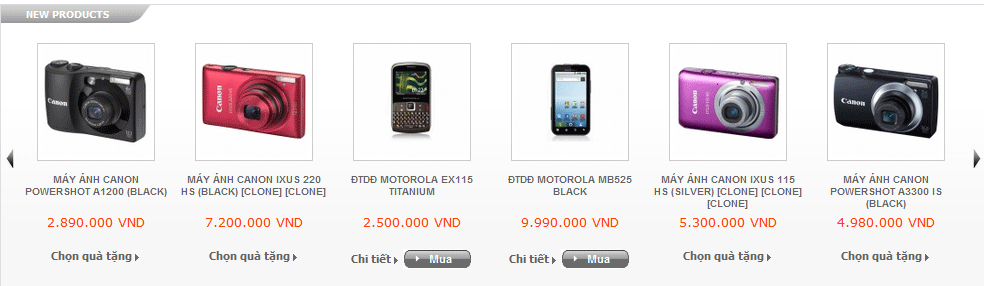 NEW PRODUCTS
Canon
Canon
Canon
Canon
MÁY ẢNH CANON
POWERSHOT A1200 (BLACK)
2.890.000 VND
Chọn quà tặng
MÁY ẢNH CANON IXUS 220
HS (BLACK) [CLONE] [CLONE]
7.200.000 VND
Chọn quà tặng
ĐTDĐ MOTOROLA EX115
TITANIUM
2.500.000 VND
Chi tiết Mua
ĐTDĐ MOTOROLA MB525
BLACK
9.990.000 VND
Chi tiết Mua
MÁY ẢNH CANON IXUS 115
HS (SILVER) [CLONE] [CLONE]
[CLONE]
5.300.000 VND
Chọn quà tặng
MÁY ẢNH CANON
POWERSHOT A3300 IS
(BLACK)
4.980.000 VND
Chọn quà tặng